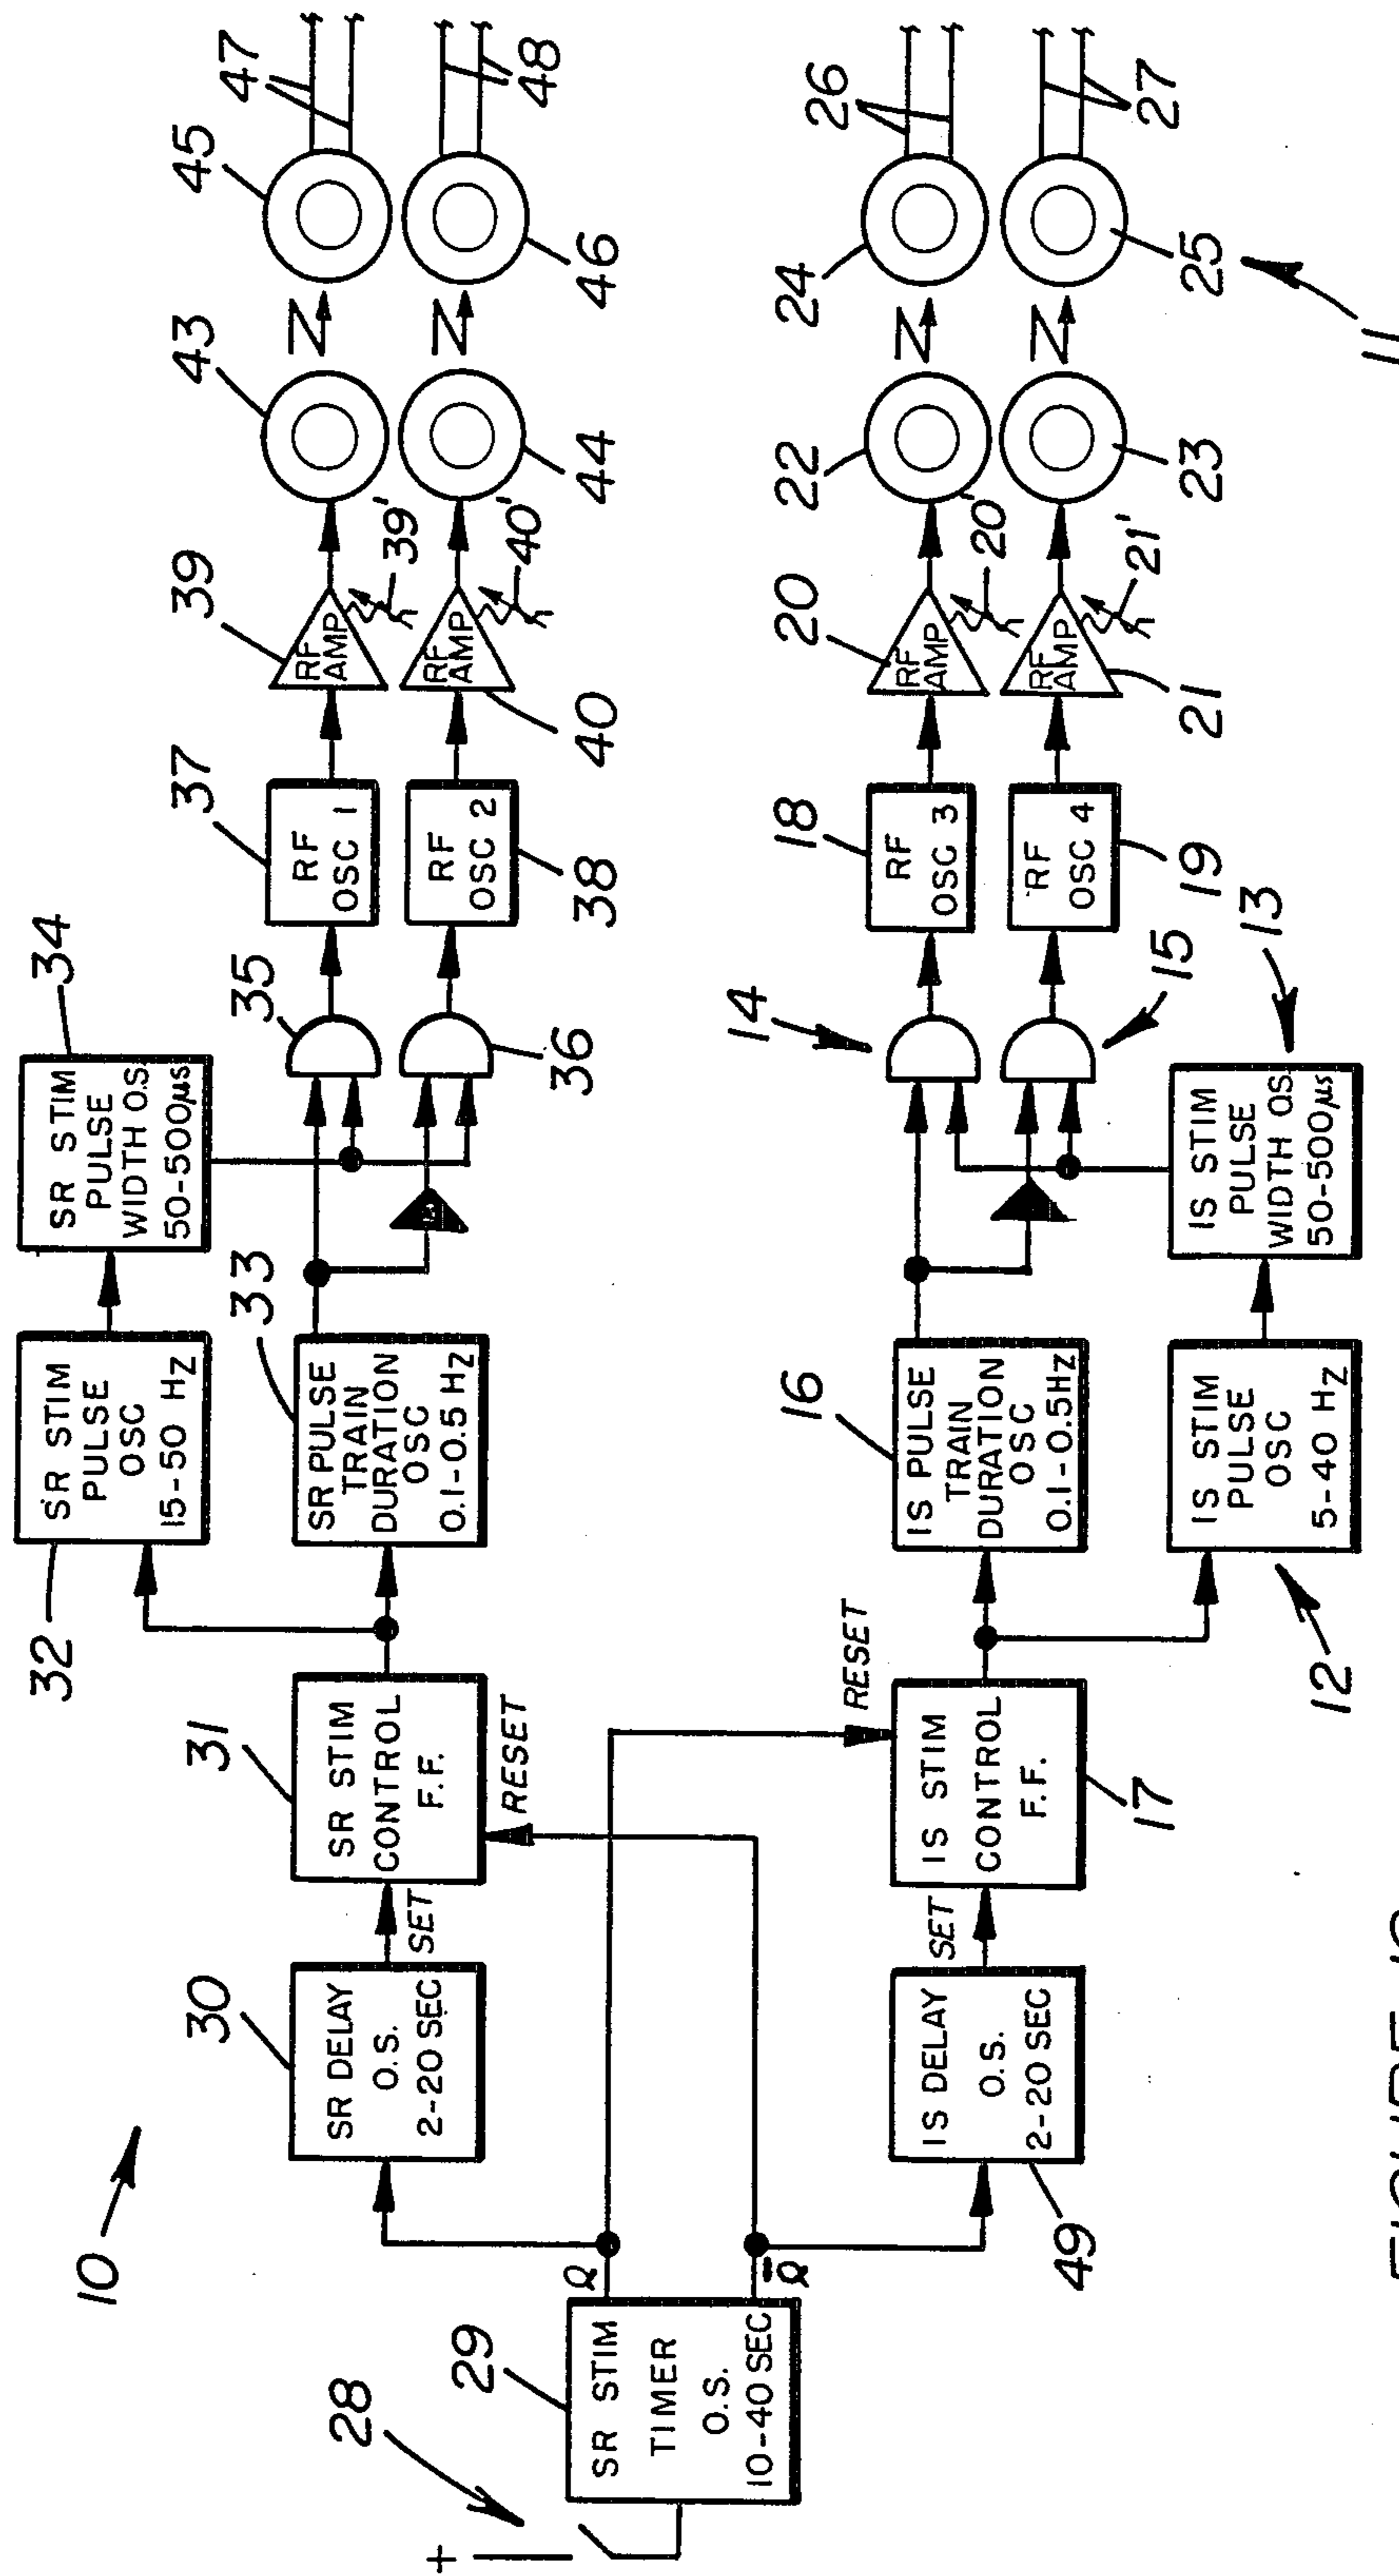 10
11
+
28
29
SR STIM
TIMER
O.S.
10-40 SEC
Q
Q̅
30
SR DELAY
O.S.
2-20 SEC
SET
31
SR STIM
CONTROL
F.F.
RESET
32
SR STIM
PULSE
OSC
15-50 HZ
34
SR STIM
PULSE
WIDTH O.S.
50-500µs
33
SR PULSE
TRAIN
DURATION
OSC
0.1-0.5 HZ
35
36
37
RF
OSC 1
38
RF
OSC 2
39
RF
AMP
39'
40
RF
AMP
40'
43
44
45
46
47
48
49
IS DELAY
O.S.
2-20 SEC
SET
17
IS STIM
CONTROL
F.F.
RESET
16
IS PULSE
TRAIN
DURATION
OSC
0.1-0.5HZ
12
IS STIM
PULSE
OSC
5-40 HZ
13
IS STIM
PULSE
WIDTH O.S.
50-500µs
14
15
18
RF
OSC 3
19
RF
OSC 4
20
RF
AMP
20'
21
RF
AMP
21'
22
23
24
25
26
27